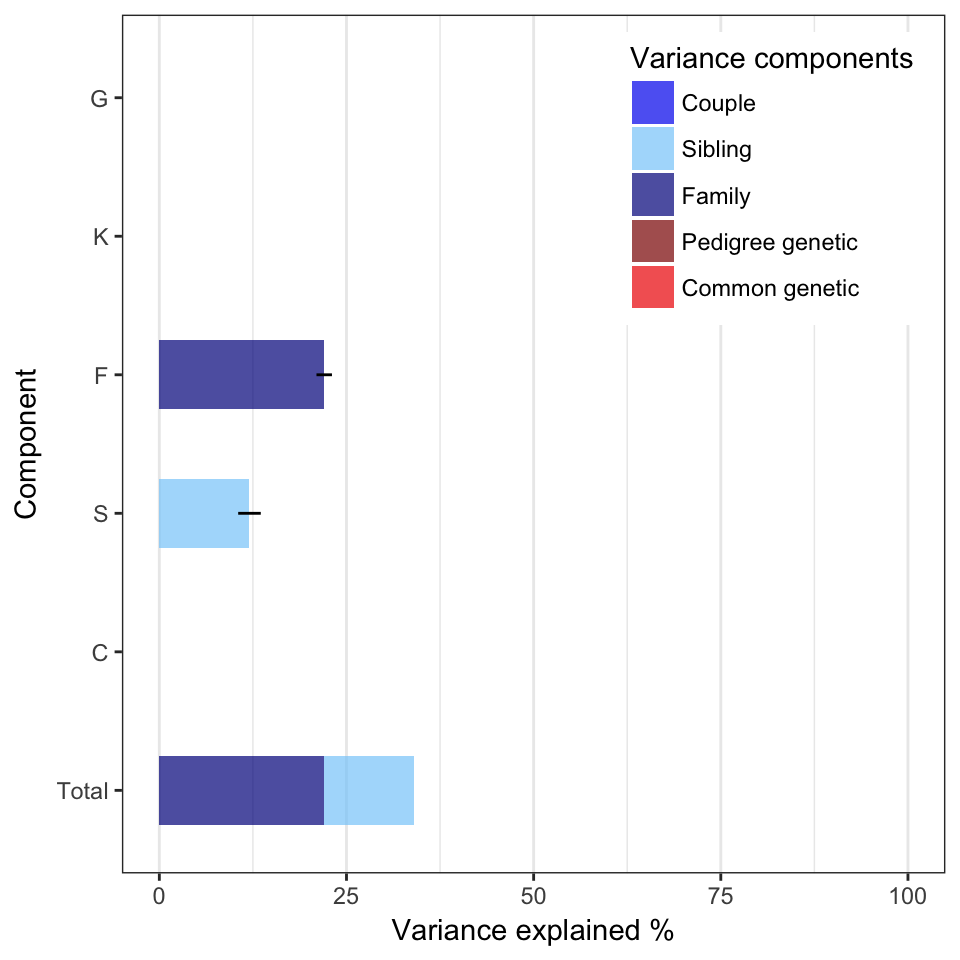 Variance components
Couple
Sibling
Family
Pedigree genetic
Common genetic
G
K
F
S
C
Total
Component
0 25 50 75 100
Variance explained %